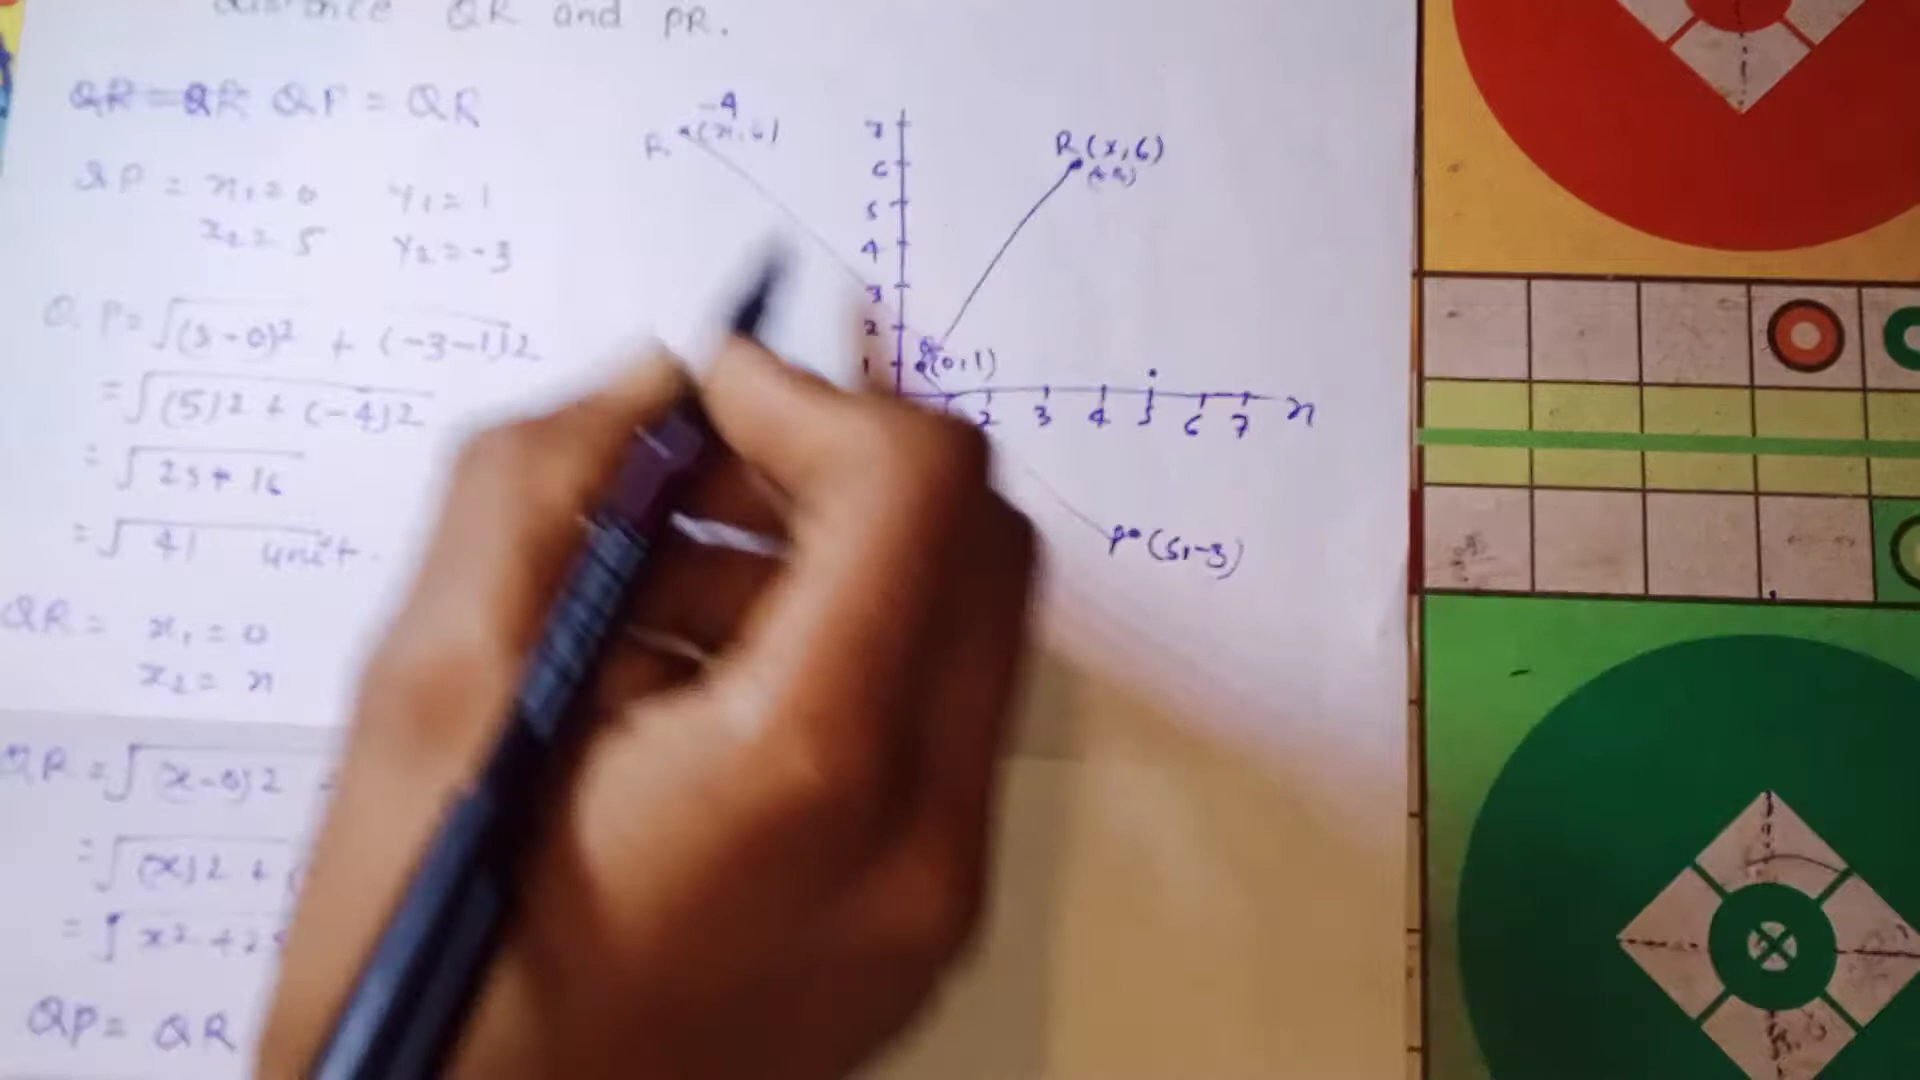 distance QR and PR.
QP = QR
QP = x₁ = 0 y₁ = 1
x₂ = 5 y₂ = -3
QP = √(5-0)² + (-3-1)2
= √(5)2 + (-4)2
= √25 + 16
= √41 unit.
QR = x₁ = 0
x₂ = x
QR = √(x-0)2
= √(x)2 +
= √x² + 25
QP = QR
-4
R (x, 6)
7
6
5
4
3
2
1
R (x, 6)
Q (0, 1)
2 3 4 5 6 7 x
P (5, -3)